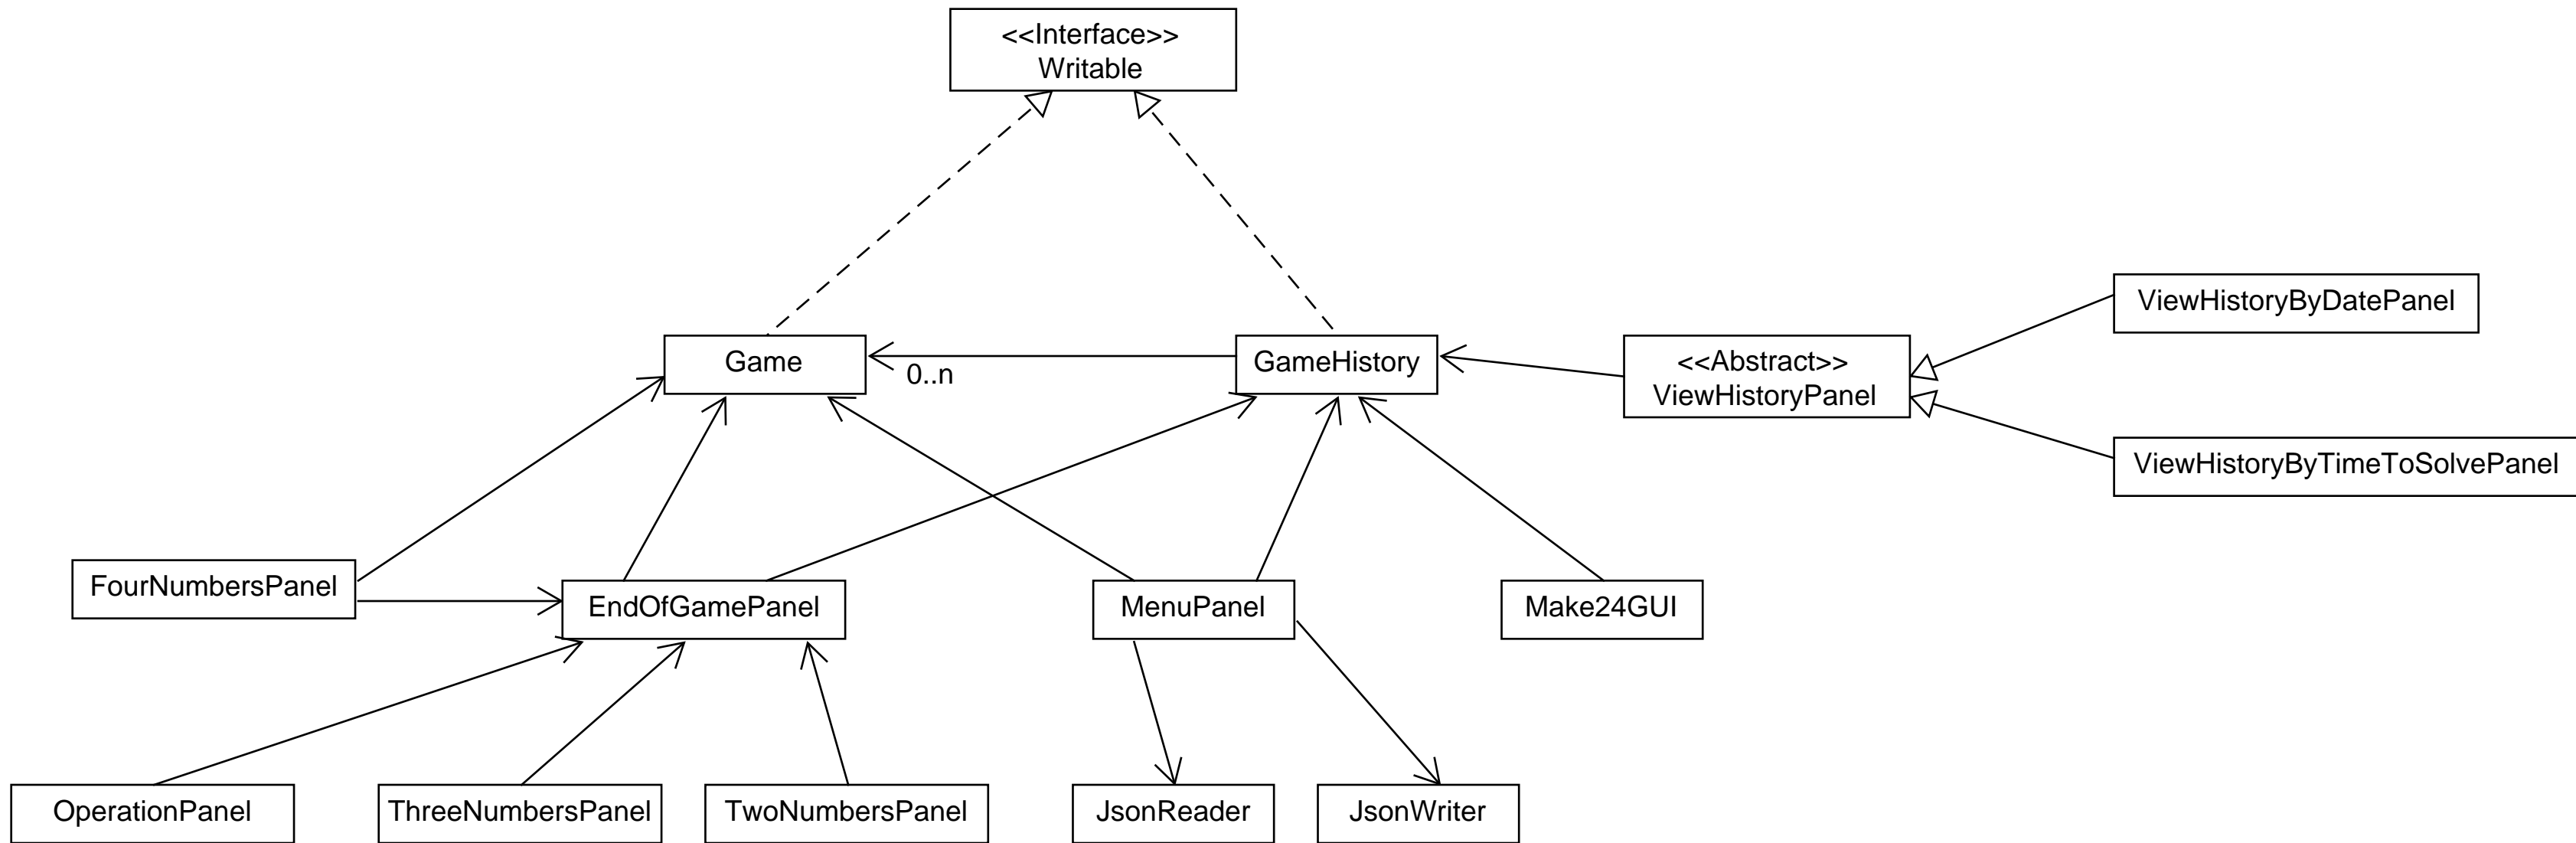 <<Interface>>
Writable
ViewHistoryByDatePanel
Game
0..n
GameHistory
<<Abstract>>
ViewHistoryPanel
ViewHistoryByTimeToSolvePanel
FourNumbersPanel
EndOfGamePanel
MenuPanel
Make24GUI
OperationPanel
ThreeNumbersPanel
TwoNumbersPanel
JsonReader
JsonWriter